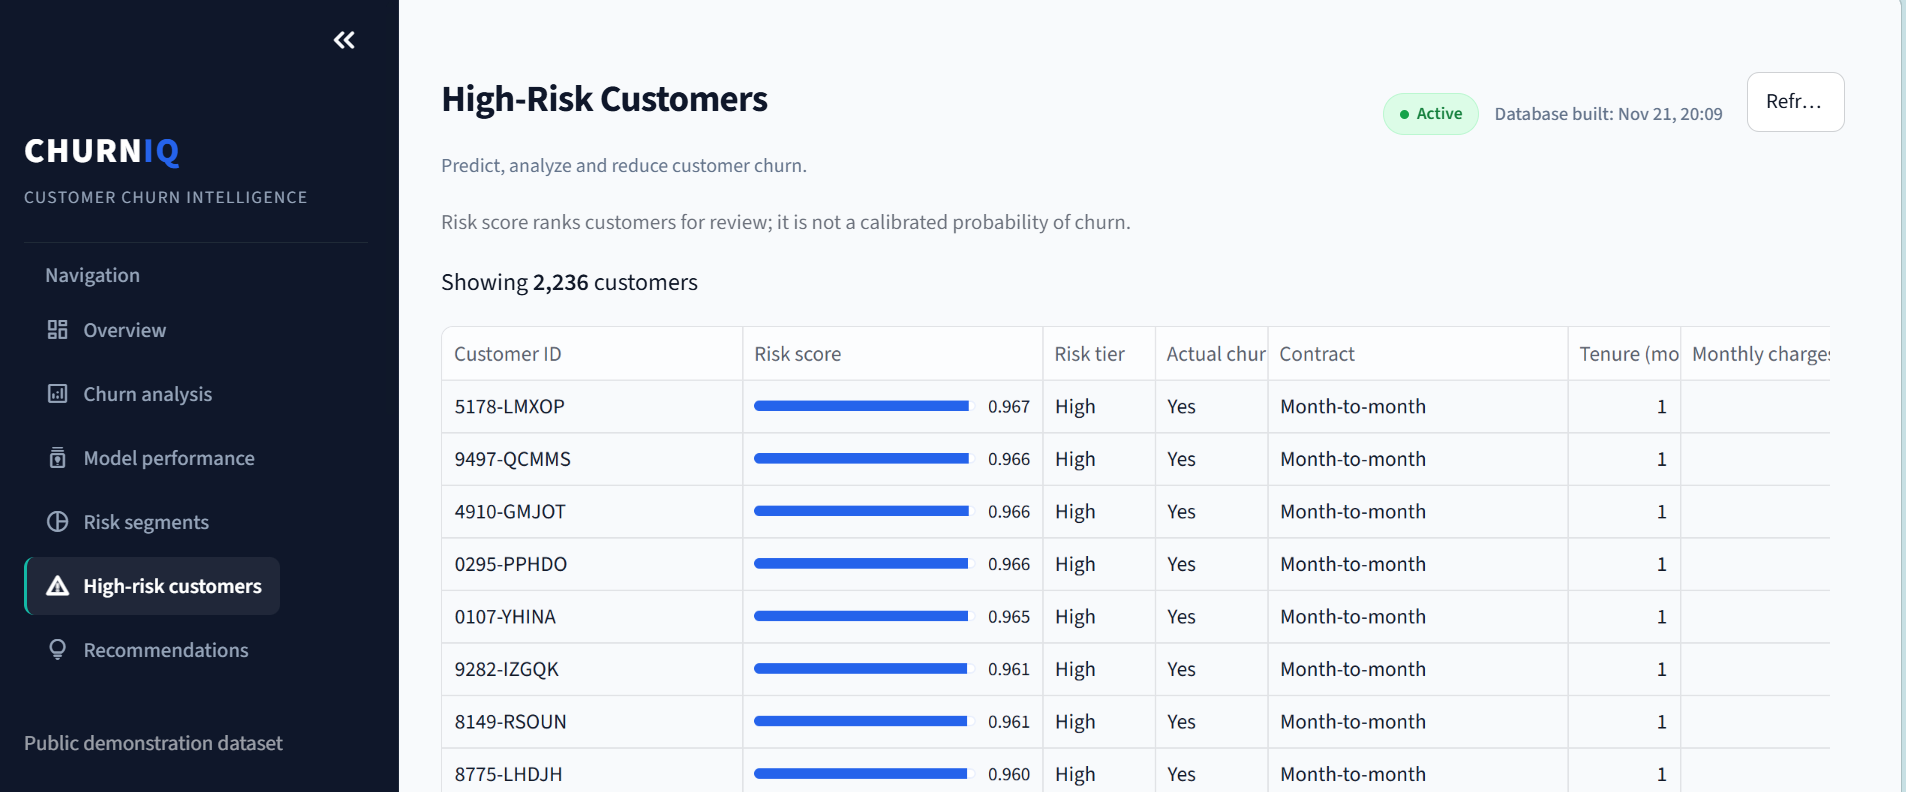 CHURNIQ
CUSTOMER CHURN INTELLIGENCE
Navigation
Overview
Churn analysis
Model performance
Risk segments
High-risk customers
Recommendations
Public demonstration dataset
High-Risk Customers
Active
Database built: Nov 21, 20:09
Refr...
Predict, analyze and reduce customer churn.
Risk score ranks customers for review; it is not a calibrated probability of churn.
Showing 2,236 customers
Customer ID Risk score Risk tier Actual chur Contract Tenure (mo Monthly charges
5178-LMXOP 0.967 High Yes Month-to-month 1
9497-QCMMS 0.966 High Yes Month-to-month 1
4910-GMJOT 0.966 High Yes Month-to-month 1
0295-PPHDO 0.966 High Yes Month-to-month 1
0107-YHINA 0.965 High Yes Month-to-month 1
9282-IZGQK 0.961 High Yes Month-to-month 1
8149-RSOUN 0.961 High Yes Month-to-month 1
8775-LHDJH 0.960 High Yes Month-to-month 1